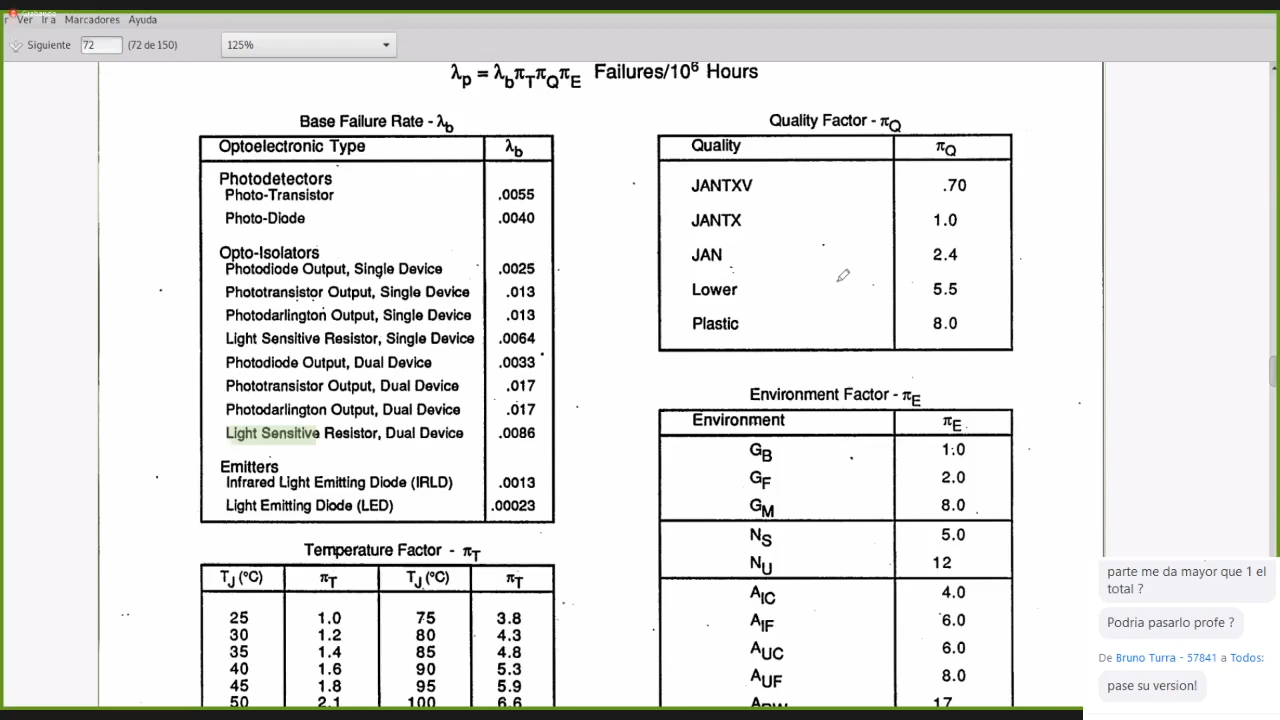 Grabando
r Ver Ir a Marcadores Ayuda
Siguiente 72 (72 de 150) 125%
λp = λbπTπQπE Failures/10⁶ Hours
Base Failure Rate - λb
Optoelectronic Type λb
Photodetectors
Photo-Transistor .0055
Photo-Diode .0040
Opto-Isolators
Photodiode Output, Single Device .0025
Phototransistor Output, Single Device .013
Photodarlington Output, Single Device .013
Light Sensitive Resistor, Single Device .0064
Photodiode Output, Dual Device .0033
Phototransistor Output, Dual Device .017
Photodarlington Output, Dual Device .017
Light Sensitive Resistor, Dual Device .0086
Emitters
Infrared Light Emitting Diode (IRLD) .0013
Light Emitting Diode (LED) .00023
Temperature Factor - πT
TJ (°C) πT TJ (°C) πT
25 1.0 75 3.8
30 1.2 80 4.3
35 1.4 85 4.8
40 1.6 90 5.3
45 1.8 95 5.9
50 2.1 100 6.6
Quality Factor - πQ
Quality πQ
JANTXV .70
JANTX 1.0
JAN 2.4
Lower 5.5
Plastic 8.0
Environment Factor - πE
Environment πE
GB 1.0
GF 2.0
GM 8.0
NS 5.0
NU 12
AIC 4.0
AIF 6.0
AUC 6.0
AUF 8.0
ARW 17
parte me da mayor que 1 el
total ?
Podria pasarlo profe ?
De Bruno Turra - 57841 a Todos:
pase su version!